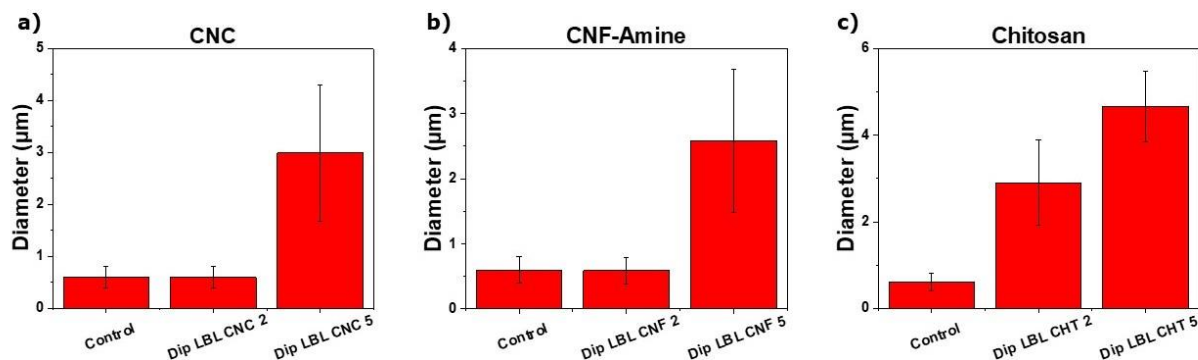 a)
CNC
Diameter (µm)
5
4
3
2
1
0
Control
Dip LBL CNC 2
Dip LBL CNC 5
b)
CNF-Amine
Diameter (µm)
4
3
2
1
0
Control
Dip LBL CNF 2
Dip LBL CNF 5
c)
Chitosan
Diameter (µm)
6
4
2
0
Control
Dip LBL CHT 2
Dip LBL CHT 5